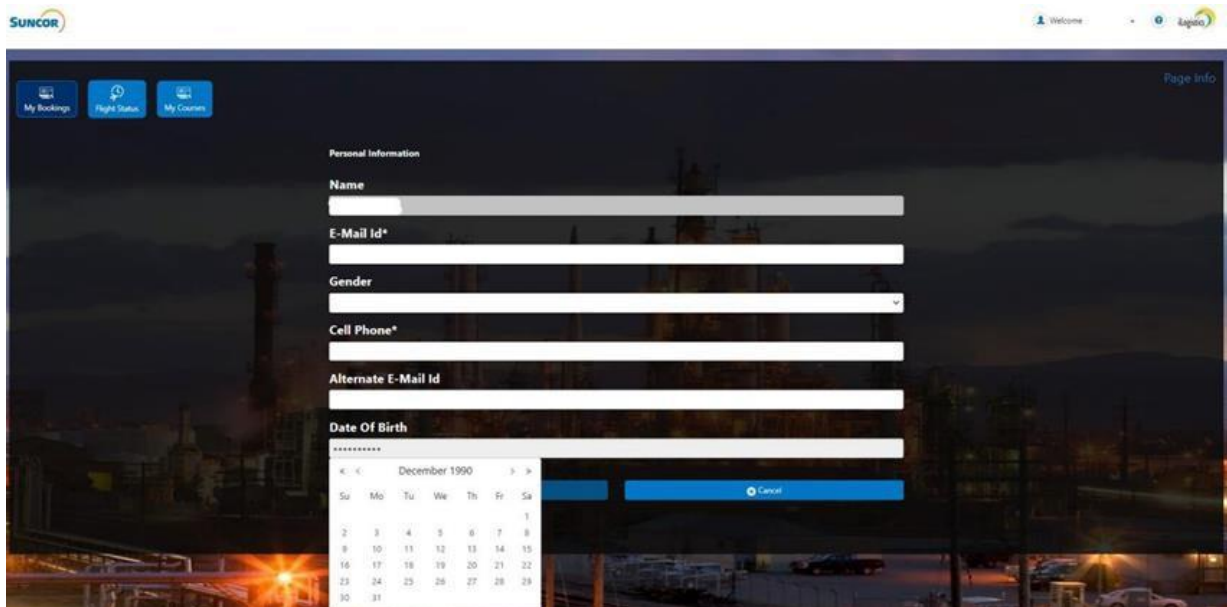 SUNCOR
Welcome
Page Info
My Bookings
Flight Status
My Courses
Personal Information
Name
E-Mail Id*
Gender
Cell Phone*
Alternate E-Mail Id
Date Of Birth
**********
« < December 1990 > »
Su Mo Tu We Th Fr Sa
1
2 3 4 5 6 7 8
9 10 11 12 13 14 15
16 17 18 19 20 21 22
23 24 25 26 27 28 29
30 31
Cancel